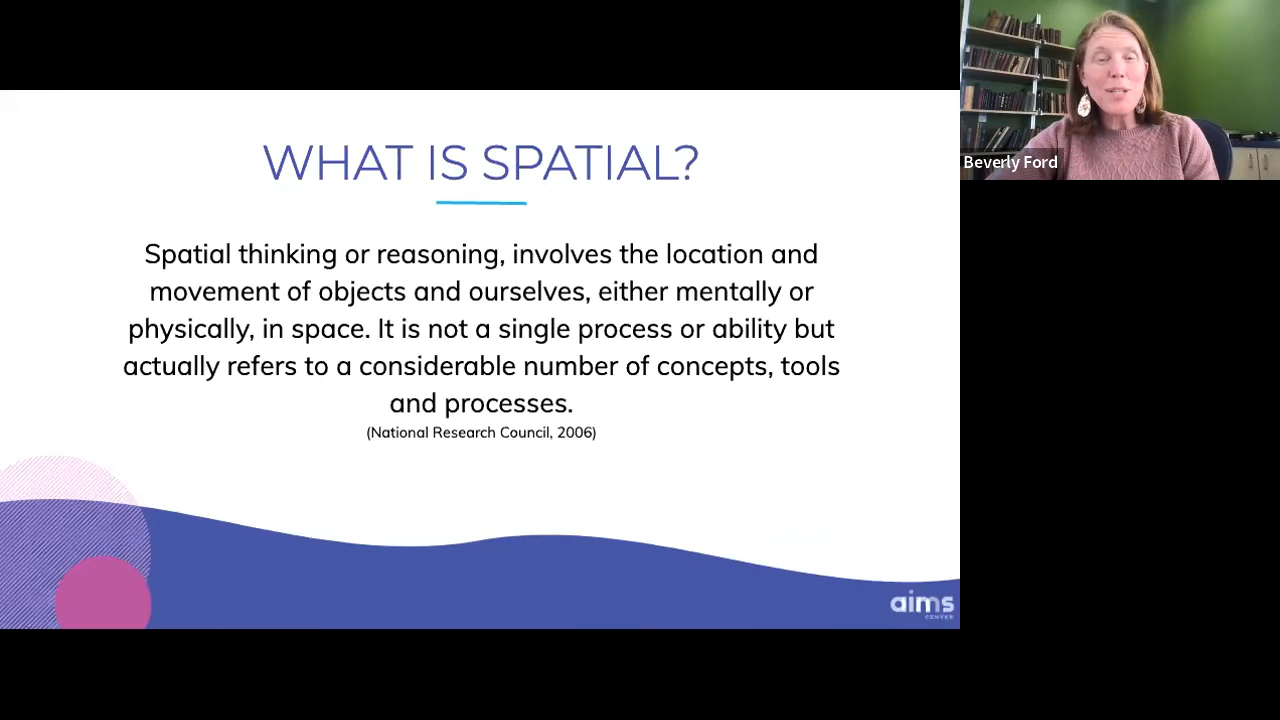 WHAT IS SPATIAL?
Spatial thinking or reasoning, involves the location and
movement of objects and ourselves, either mentally or
physically, in space. It is not a single process or ability but
actually refers to a considerable number of concepts, tools
and processes.
(National Research Council, 2006)
aims
CENTER
Beverly Ford